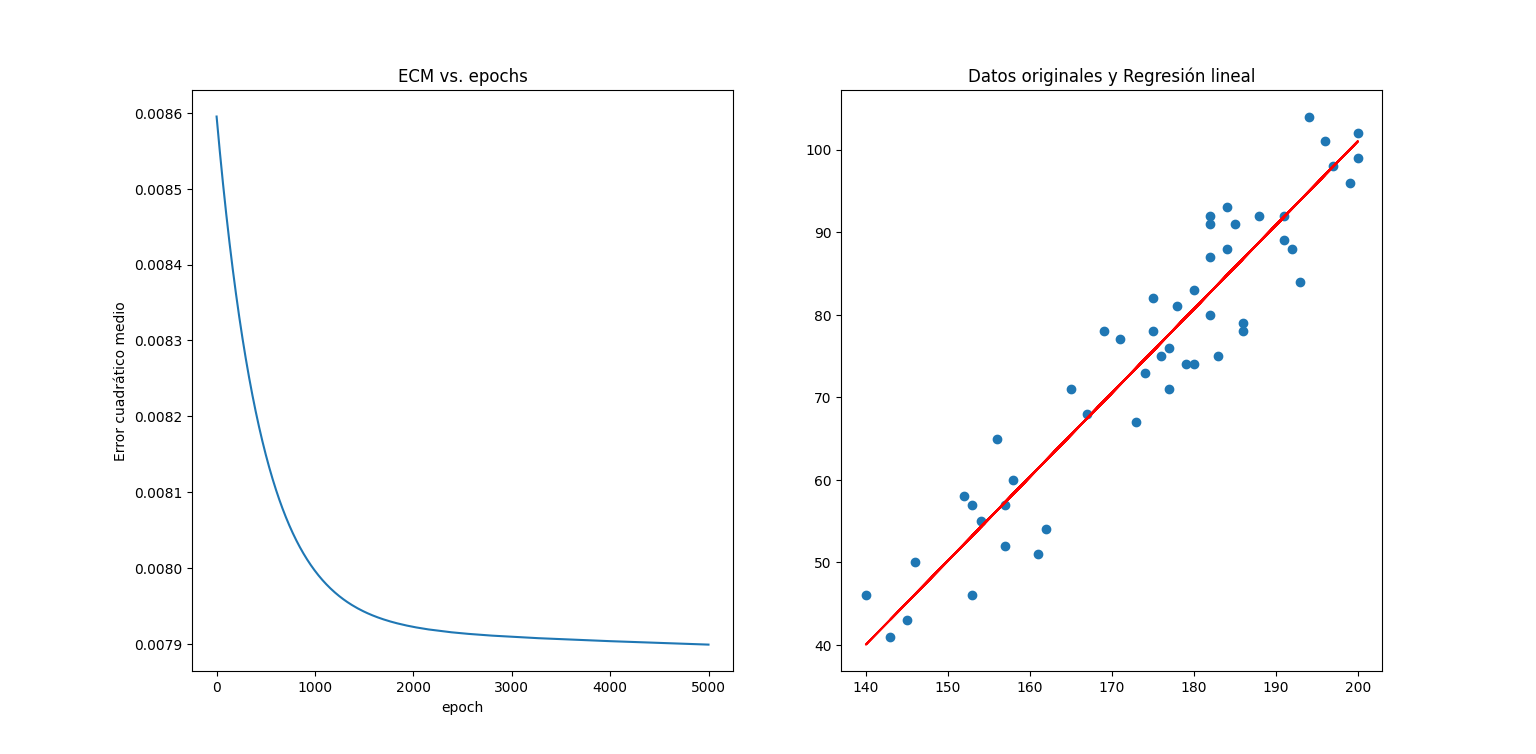 ECM vs. epochs
Error cuadrático medio
0.0086
0.0085
0.0084
0.0083
0.0082
0.0081
0.0080
0.0079
0 1000 2000 3000 4000 5000
epoch
Datos originales y Regresión lineal
100
90
80
70
60
50
40
140 150 160 170 180 190 200